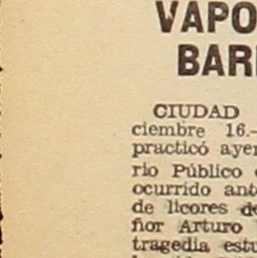 VAPO
BAR
CIUDAD
ciembre 16.-
practicó ayer
rio Público
ocurrido ant
de licores de
ñor Arturo
tragedia estu